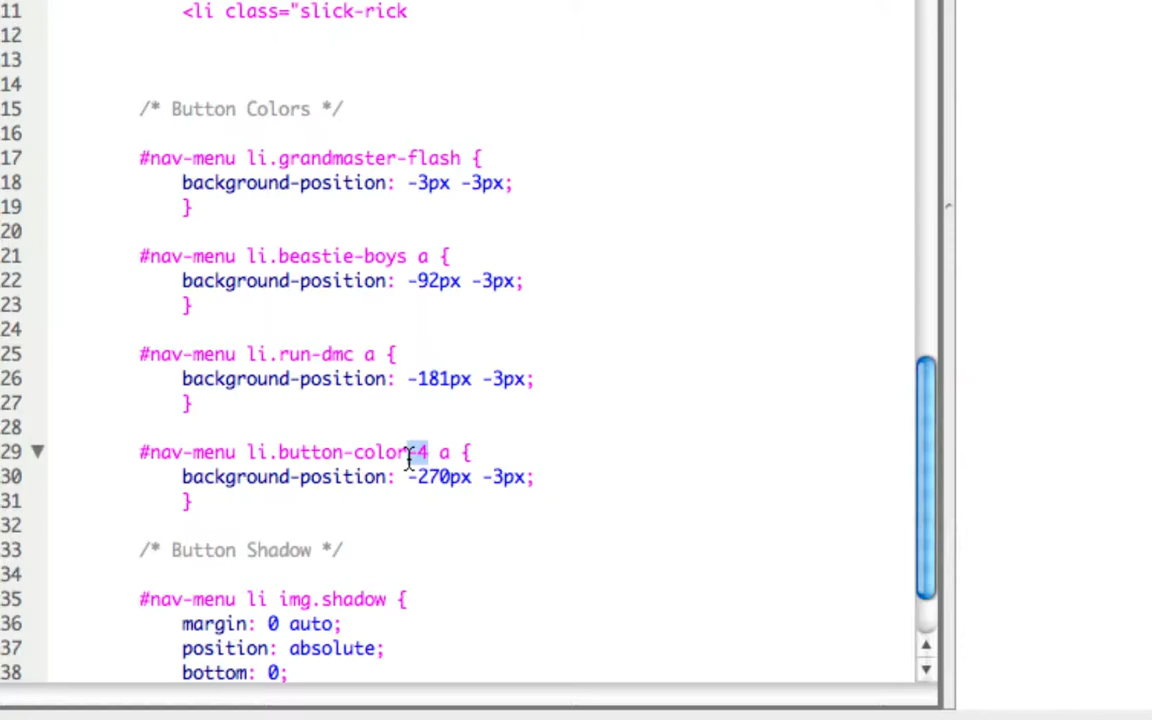 11 <li class="slick-rick
12
13
14
15 /* Button Colors */
16
17 #nav-menu li.grandmaster-flash {
18 background-position: -3px -3px;
19 }
20
21 #nav-menu li.beastie-boys a {
22 background-position: -92px -3px;
23 }
24
25 #nav-menu li.run-dmc a {
26 background-position: -181px -3px;
27 }
28
29 #nav-menu li.button-color-4 a {
30 background-position: -270px -3px;
31 }
32
33 /* Button Shadow */
34
35 #nav-menu li img.shadow {
36 margin: 0 auto;
37 position: absolute;
38 bottom: 0;